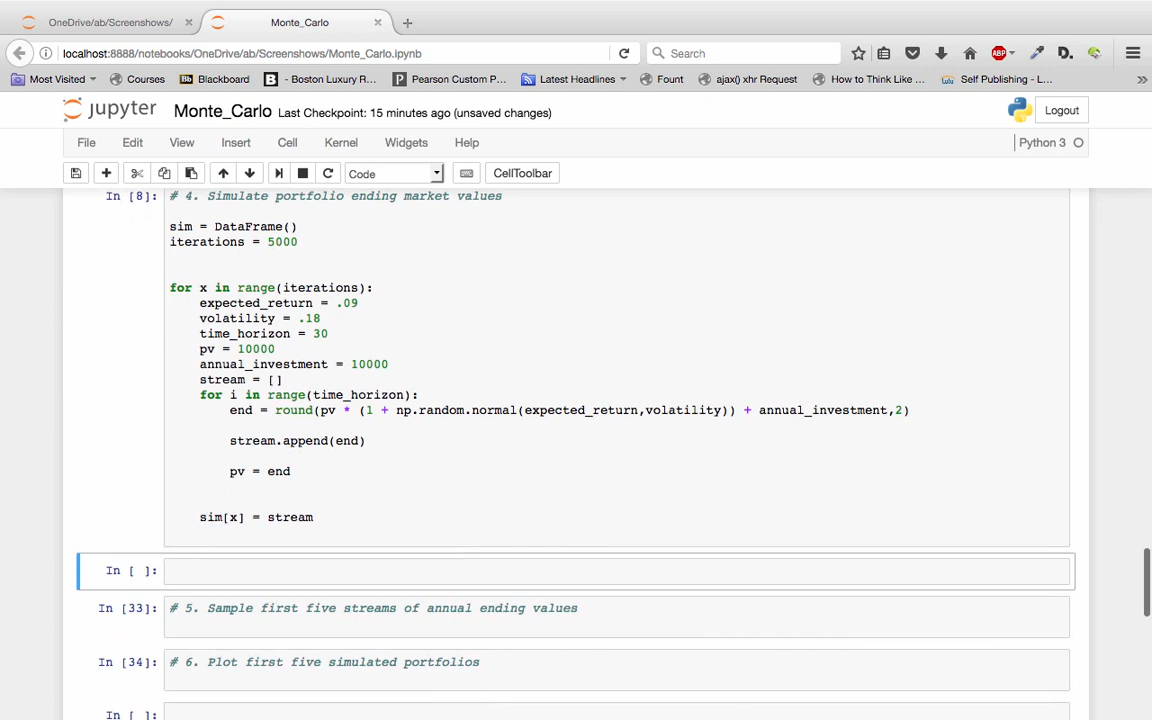 OneDrive/ab/Screenshows/
Monte_Carlo
localhost:8888/notebooks/OneDrive/ab/Screenshows/Monte_Carlo.ipynb
Search
ABP
D.
Most Visited
Courses
Bb Blackboard
B - Boston Luxury R...
P Pearson Custom P...
Latest Headlines
Fount
ajax() xhr Request
How to Think Like ...
Self Publishing - L...
jupyter Monte_Carlo Last Checkpoint: 15 minutes ago (unsaved changes)
Logout
File Edit View Insert Cell Kernel Widgets Help
Python 3
Code
CellToolbar
In [8]: # 4. Simulate portfolio ending market values
sim = DataFrame()
iterations = 5000
for x in range(iterations):
    expected_return = .09
    volatility = .18
    time_horizon = 30
    pv = 10000
    annual_investment = 10000
    stream = []
    for i in range(time_horizon):
        end = round(pv * (1 + np.random.normal(expected_return,volatility)) + annual_investment,2)
        stream.append(end)
        pv = end
    sim[x] = stream
In [ ]:
In [33]: # 5. Sample first five streams of annual ending values
In [34]: # 6. Plot first five simulated portfolios
In [ ]: